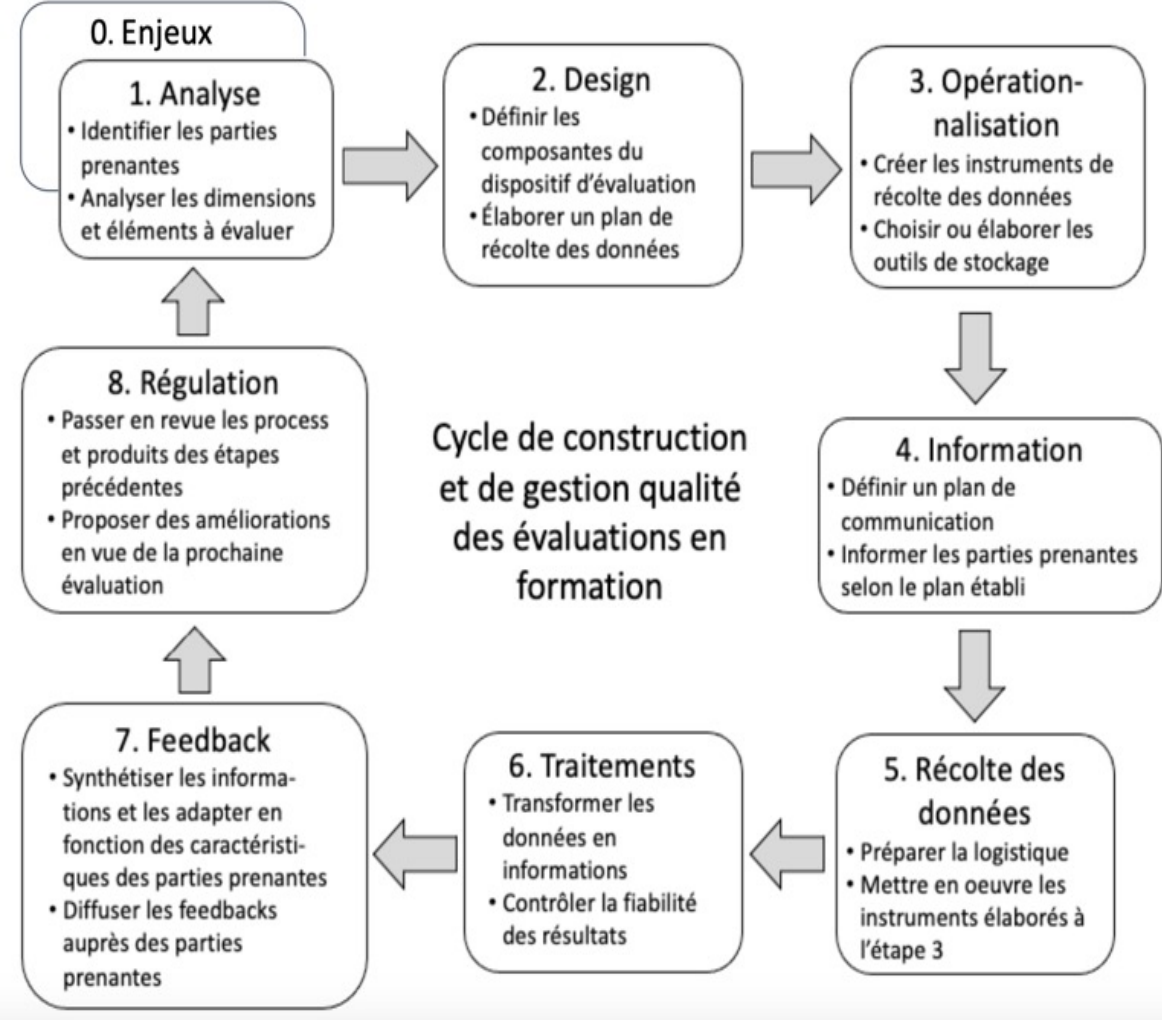 0. Enjeux
1. Analyse
• Identifier les parties
prenantes
• Analyser les dimensions
et éléments à évaluer
2. Design
• Définir les
composantes du
dispositif d'évaluation
• Élaborer un plan de
récolte des données
3. Opération-
nalisation
• Créer les instruments de
récolte des données
• Choisir ou élaborer les
outils de stockage
4. Information
• Définir un plan de
communication
• Informer les parties prenantes
selon le plan établi
5. Récolte des
données
• Préparer la logistique
• Mettre en oeuvre les
instruments élaborés à
l'étape 3
6. Traitements
• Transformer les
données en
informations
• Contrôler la fiabilité
des résultats
7. Feedback
• Synthétiser les informa-
tions et les adapter en
fonction des caractéristi-
ques des parties prenantes
• Diffuser les feedbacks
auprès des parties
prenantes
8. Régulation
• Passer en revue les process
et produits des étapes
précédentes
• Proposer des améliorations
en vue de la prochaine
évaluation
Cycle de construction
et de gestion qualité
des évaluations en
formation